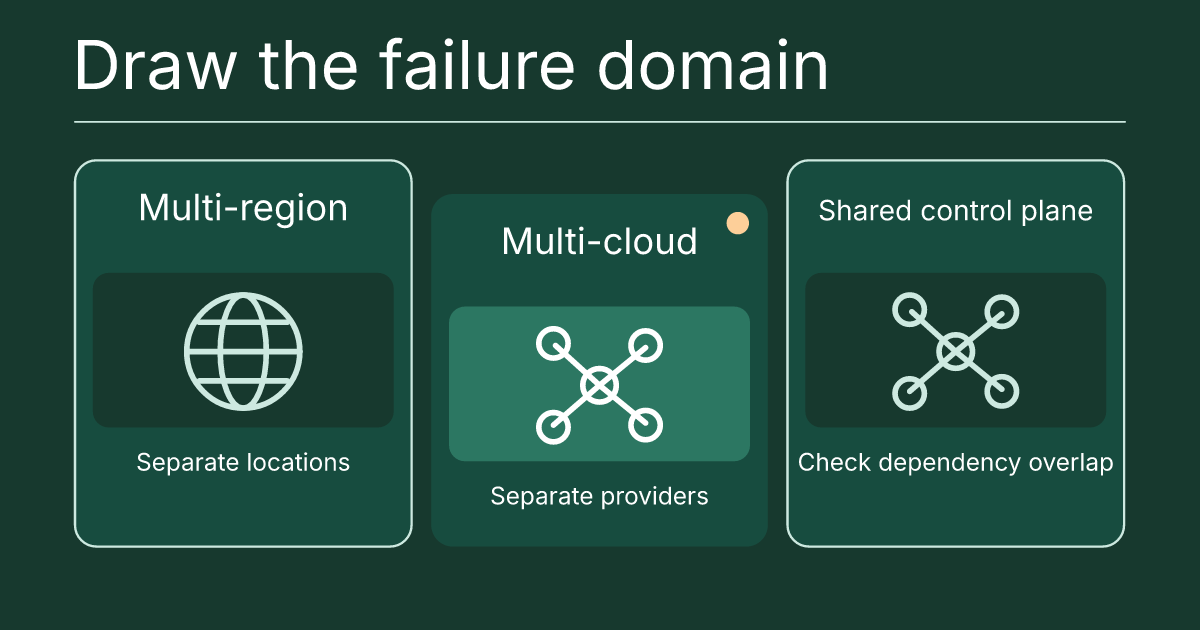 Draw the failure domain
Multi-region
Separate locations
Multi-cloud
Separate providers
Shared control plane
Check dependency overlap